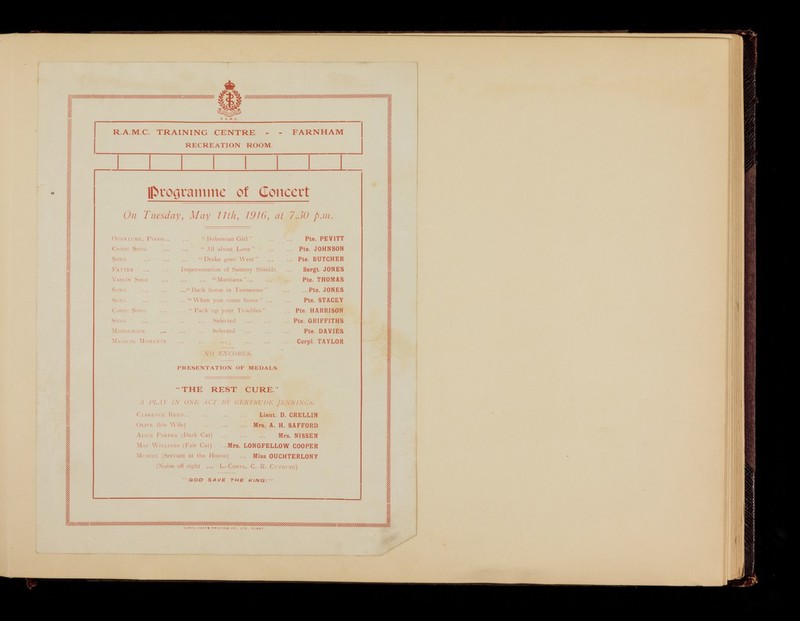 R.A.M.C. TRAINING CENTRE - - FARNHAM
RECREATION ROOM.
Programme of Concert
On Tuesday, May 11th, 1916, at 7.30 p.m.
"Bohemian Girl" ... Pte. PEVITT
Comic Song ... "All about Love" ... Pte. JOHNSON
Song ... "Drake goes West" ... Pte. BUTCHER
Patter ... Impersonation of Sammy Shields ... Sergt. JONES
Violin Solo ... "Maritana" ... Pte. THOMAS
Song ... "Back home in Tennessee" ... Pte. JONES
Song ... "When you come home" ... Pte. STACEY
Comic Song ... "Pack up your Troubles" Pte. HARRISON
Song ... Selected ... Pte. GRIFFITHS
Monologue ... Selected ... Pte. DAVIES
Magical Moments ... Corpl. TAYLOR
NO ENCORES.
PRESENTATION OF MEDALS
"THE REST CURE."
A PLAY IN ONE ACT BY GERTRUDE JENNINGS.
Clarence Reed ... Lieut. D. CRELLIN
Olive (his Wife) ... Mrs. A. H. SAFFORD
Alice Porter (Dark Cat) ... Mrs. NISSEN
May Williams (Fair Cat) ... Mrs. LONGFELLOW COOPER
Muriel (Servant at the Home) ... Miss OUCHTERLONY
(Noises off right ... L.-Corpl. C. R.
"GOD SAVE THE KING!"